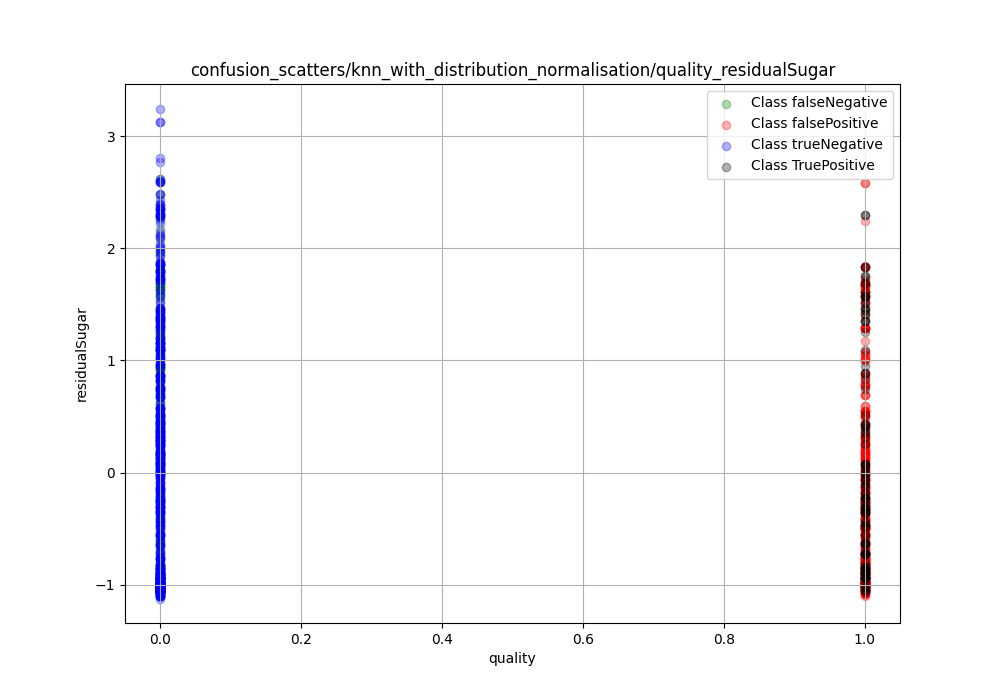 confusion_scatters/knn_with_distribution_normalisation/quality_residualSugar
Class falseNegative
Class falsePositive
Class trueNegative
Class TruePositive
3
2
1
0
−1
residualSugar
0.0 0.2 0.4 0.6 0.8 1.0
quality